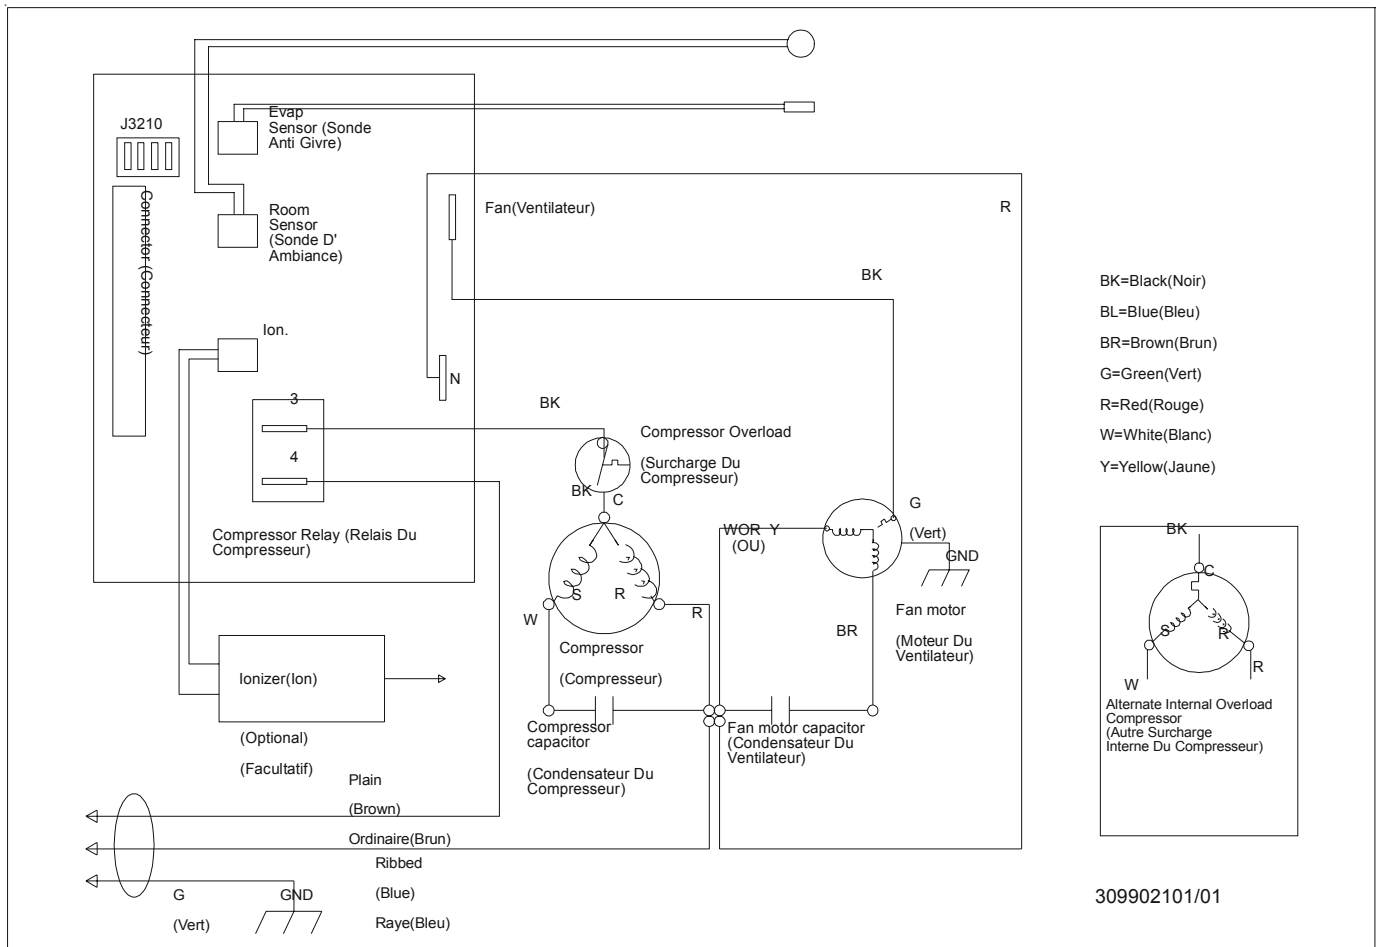 J3210
Connector (Connecteur)
Evap
Sensor (Sonde
Anti Givre)
Room
Sensor
(Sonde D'
Ambiance)
Ion.
3
4
Compressor Relay (Relais Du
Compresseur)
Fan(Ventilateur)
N
R
BK
BK
Compressor Overload
(Surcharge Du
Compresseur)
BK
C
S
R
W
R
Compressor
(Compresseur)
Compressor
capacitor
(Condensateur Du
Compresseur)
WOR Y
(OU)
G
(Vert)
GND
Fan motor
(Moteur Du
Ventilateur)
BR
Fan motor capacitor
(Condensateur Du
Ventilateur)
Ionizer(Ion)
(Optional)
(Facultatif)
Plain
(Brown)
Ordinaire(Brun)
Ribbed
(Blue)
Raye(Bleu)
G
(Vert)
GND
BK=Black(Noir)
BL=Blue(Bleu)
BR=Brown(Brun)
G=Green(Vert)
R=Red(Rouge)
W=White(Blanc)
Y=Yellow(Jaune)
BK
C
S
R
W
R
Alternate Internal Overload
Compressor
(Autre Surcharge
Interne Du Compresseur)
309902101/01